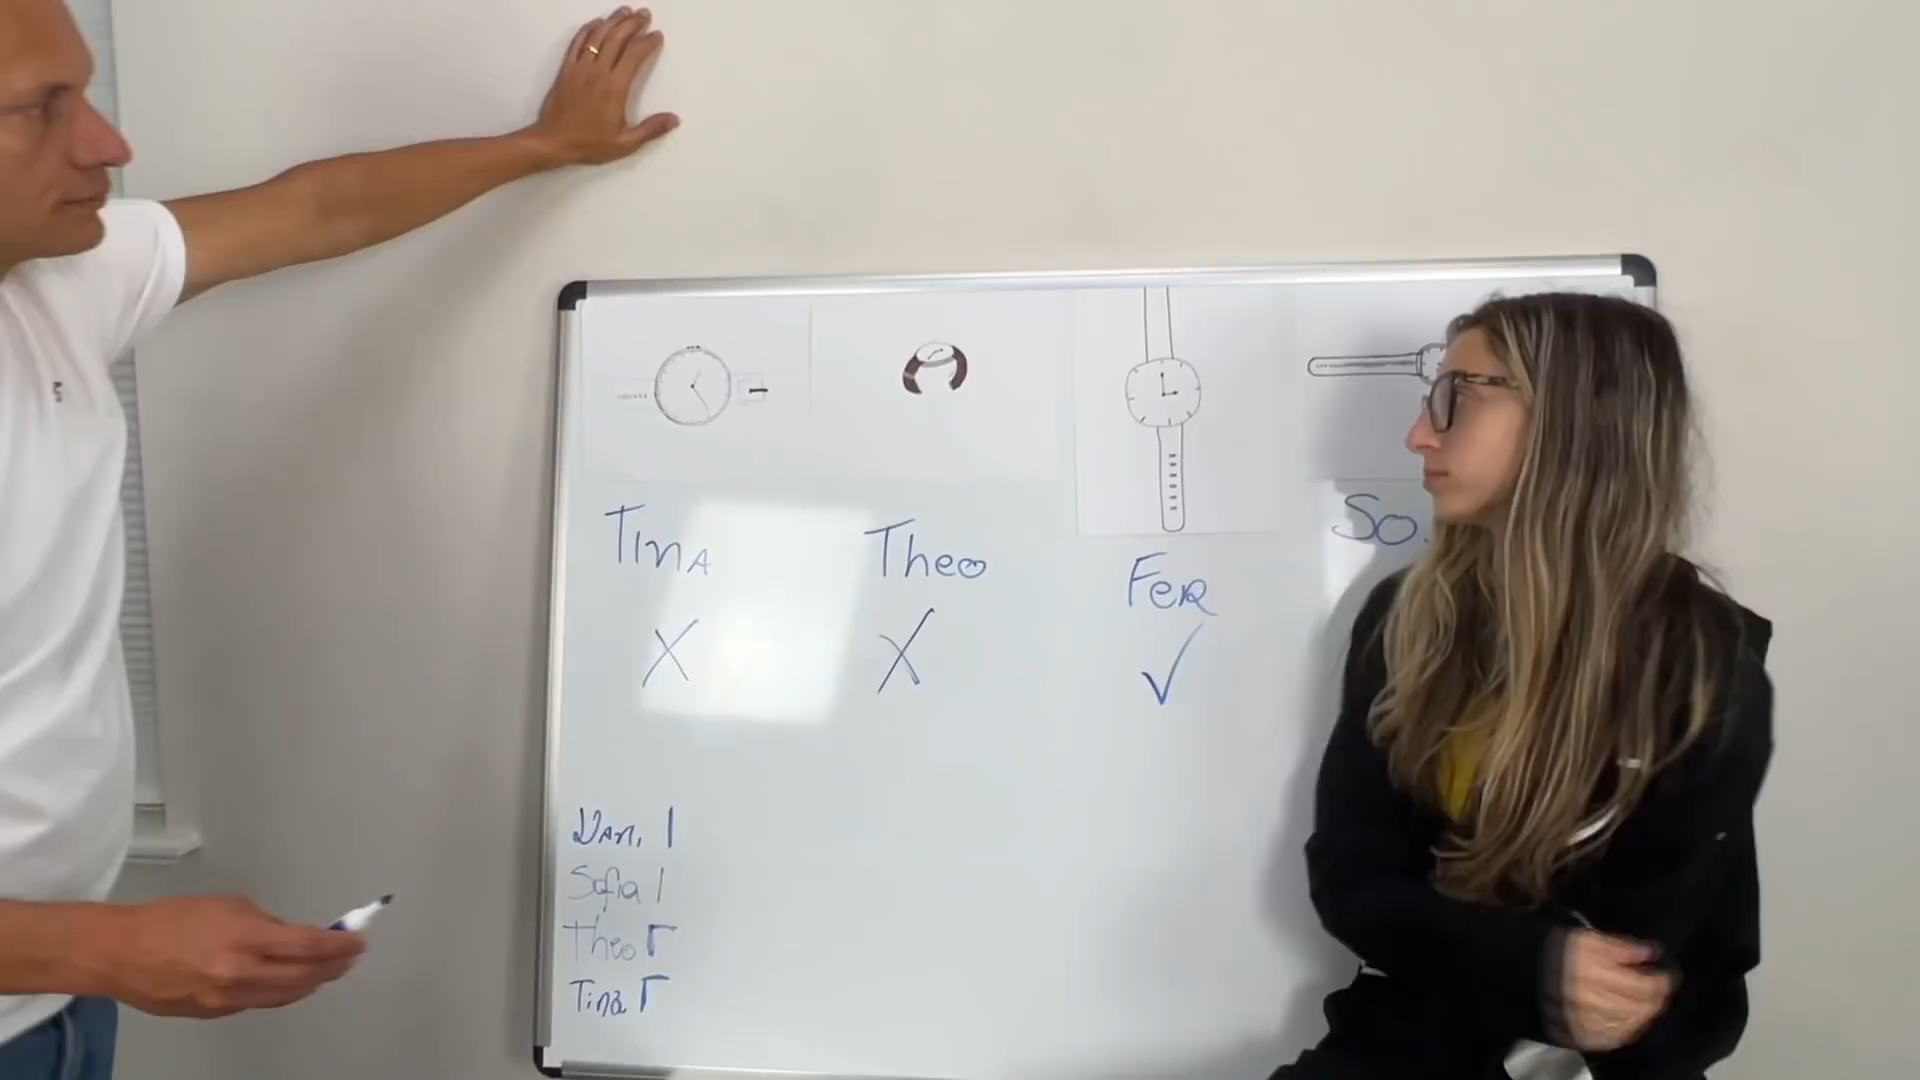 Tina
Theo
Fer
So.
Dan.
Sofia
Theo
Tina